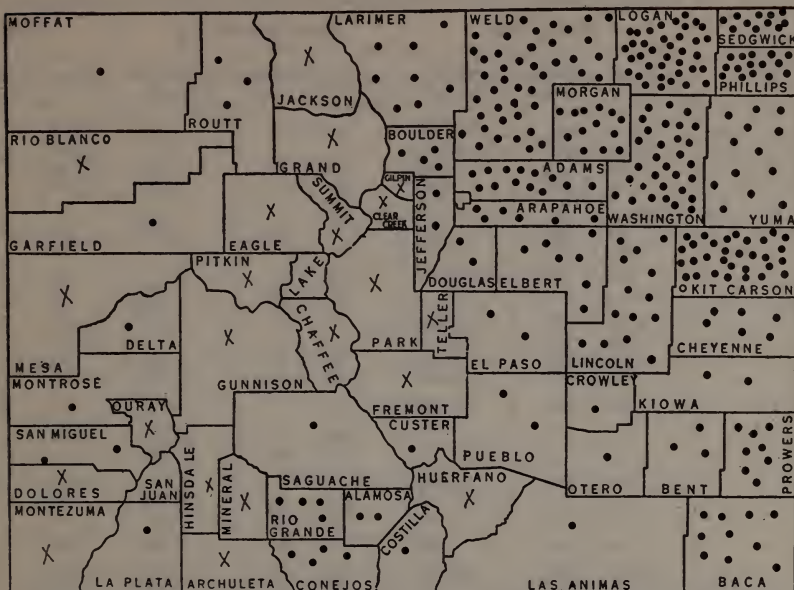 MOFFAT
LARIMER
WELD
LOGAN
SEDGWICK
PHILLIPS
MORGAN
JACKSON
ROUTT
RIO BLANCO
BOULDER
GRAND
GILPIN
ADAMS
SUMMIT
CLEAR
CREEK
JEFFERSON
ARAPAHOE
WASHINGTON
YUMA
GARFIELD
EAGLE
PITKIN
LAKE
DOUGLAS
ELBERT
KIT CARSON
CHAFFEE
PARK
TELLER
DELTA
MESA
MONTROSE
GUNNISON
EL PASO
LINCOLN
CHEYENNE
CROWLEY
KIOWA
OURAY
FREMONT
CUSTER
SAN MIGUEL
PUEBLO
PROWERS
DOLORES
SAN
JUAN
HINSDALE
MINERAL
SAGUACHE
ALAMOSA
HUERFANO
OTERO
BENT
MONTEZUMA
RIO
GRANDE
COSTILLA
LA PLATA
ARCHULETA
CONEJOS
LAS ANIMAS
BACA